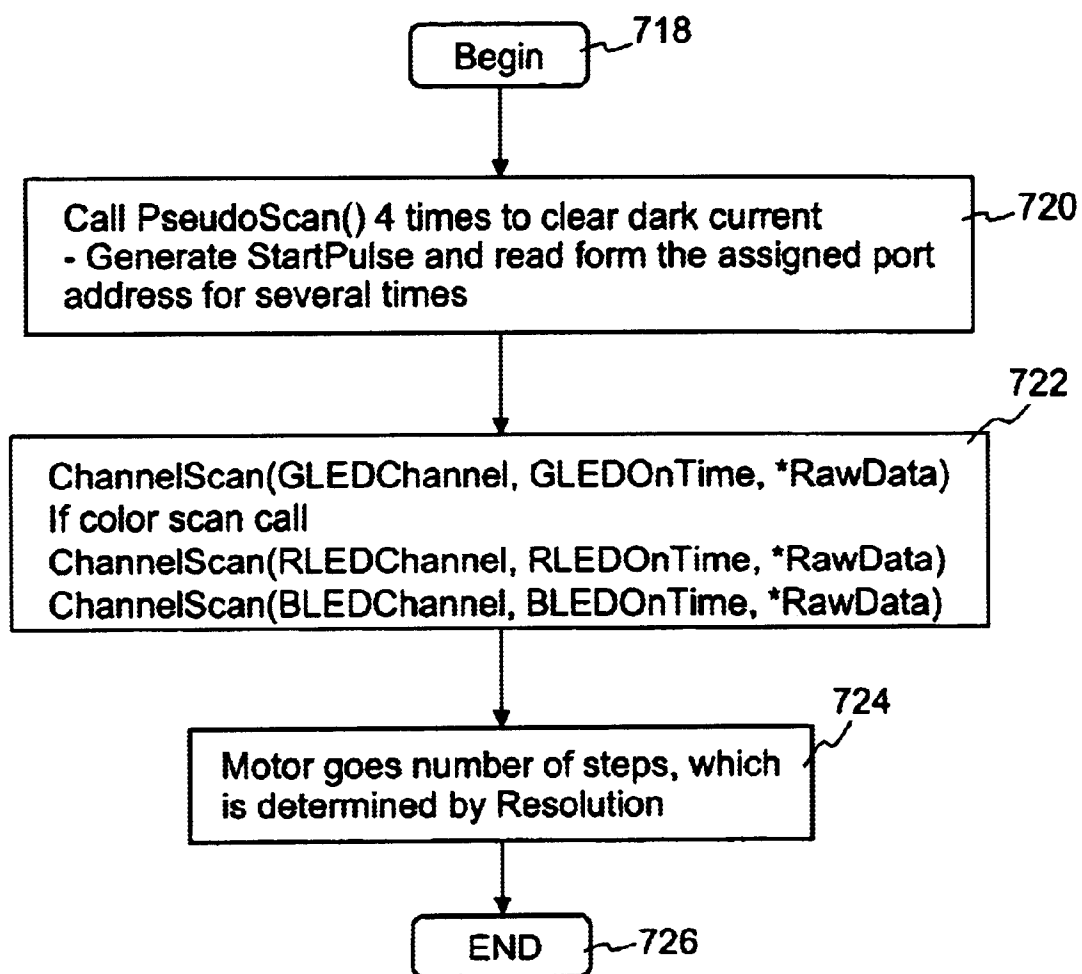 Begin
718
Call PseudoScan() 4 times to clear dark current
- Generate StartPulse and read form the assigned port
address for several times
720
722
ChannelScan(GLEDChannel, GLEDOnTime, *RawData)
If color scan call
ChannelScan(RLEDChannel, RLEDOnTime, *RawData)
ChannelScan(BLEDChannel, BLEDOnTime, *RawData)
724
Motor goes number of steps, which
is determined by Resolution
END
726